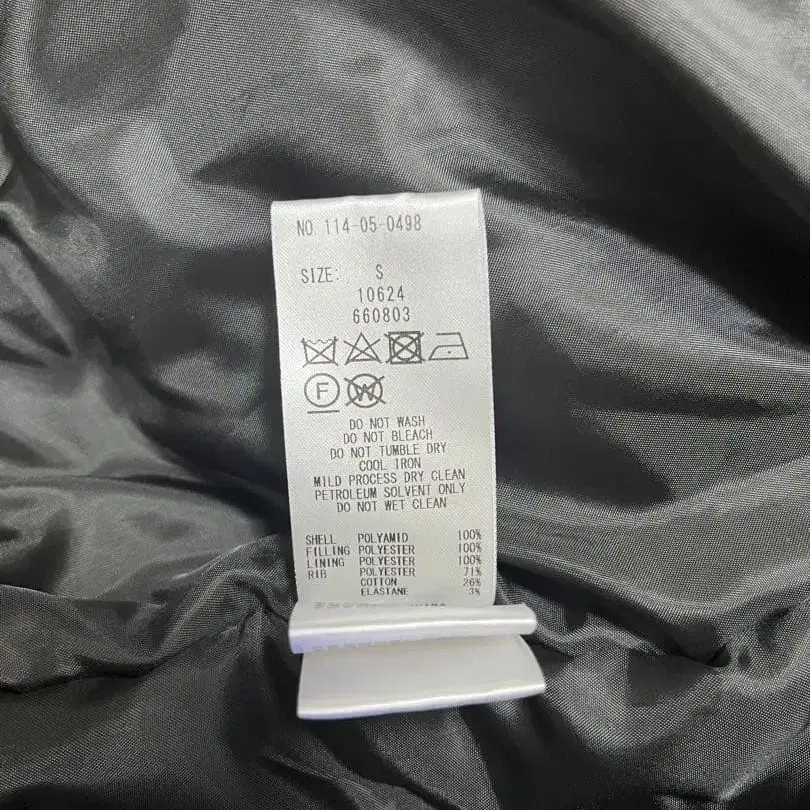 NO. 114-05-0498
SIZE: S
10624
660803
F W
DO NOT WASH
DO NOT BLEACH
DO NOT TUMBLE DRY
COOL IRON
MILD PROCESS DRY CLEAN
PETROLEUM SOLVENT ONLY
DO NOT WET CLEAN
SHELL POLYAMID 100%
FILLING POLYESTER 100%
LINING POLYESTER 100%
RIB POLYESTER 71%
COTTON 26%
ELASTANE 3%